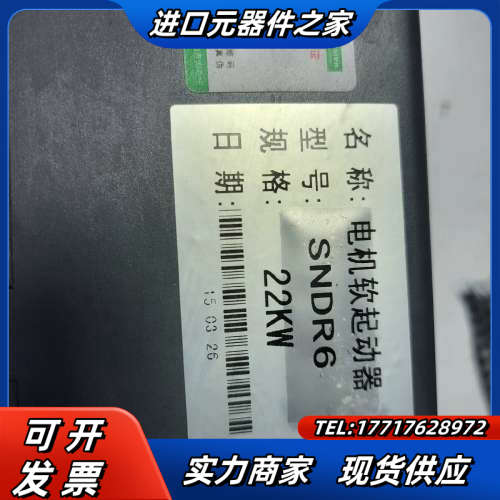 进口元器件之家
名 称: 电机软起动器
型 号: SNDR6
规 格: 22KW
日 期:
15 03 26
TEL:17717628972
可开
发票
实力商家 现货供应